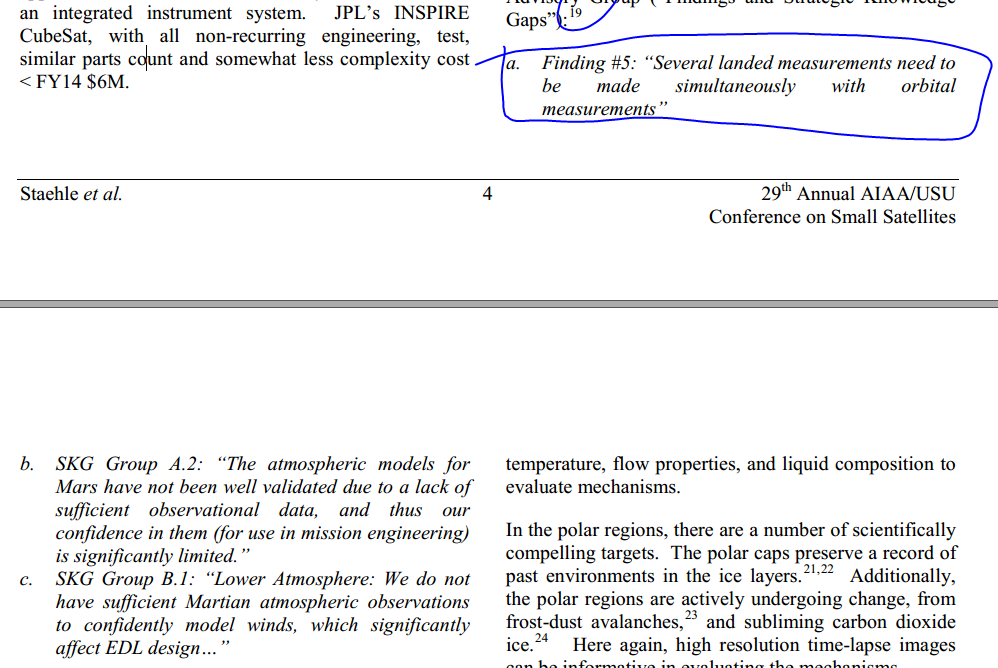 an integrated instrument system. JPL's INSPIRE
CubeSat, with all non-recurring engineering, test,
similar parts count and somewhat less complexity cost
< FY14 $6M.
Gaps"):19
a. Finding #5: "Several landed measurements need to
be made simultaneously with orbital
measurements"
Staehle et al.
4
29th Annual AIAA/USU
Conference on Small Satellites
b. SKG Group A.2: "The atmospheric models for
Mars have not been well validated due to a lack of
sufficient observational data, and thus our
confidence in them (for use in mission engineering)
is significantly limited."
c. SKG Group B.1: "Lower Atmosphere: We do not
have sufficient Martian atmospheric observations
to confidently model winds, which significantly
affect EDL design…"
temperature, flow properties, and liquid composition to
evaluate mechanisms.
In the polar regions, there are a number of scientifically
compelling targets. The polar caps preserve a record of
past environments in the ice layers.21,22 Additionally,
the polar regions are actively undergoing change, from
frost-dust avalanches,23 and subliming carbon dioxide
ice.24 Here again, high resolution time-lapse images
can be informative in evaluating the mechanisms